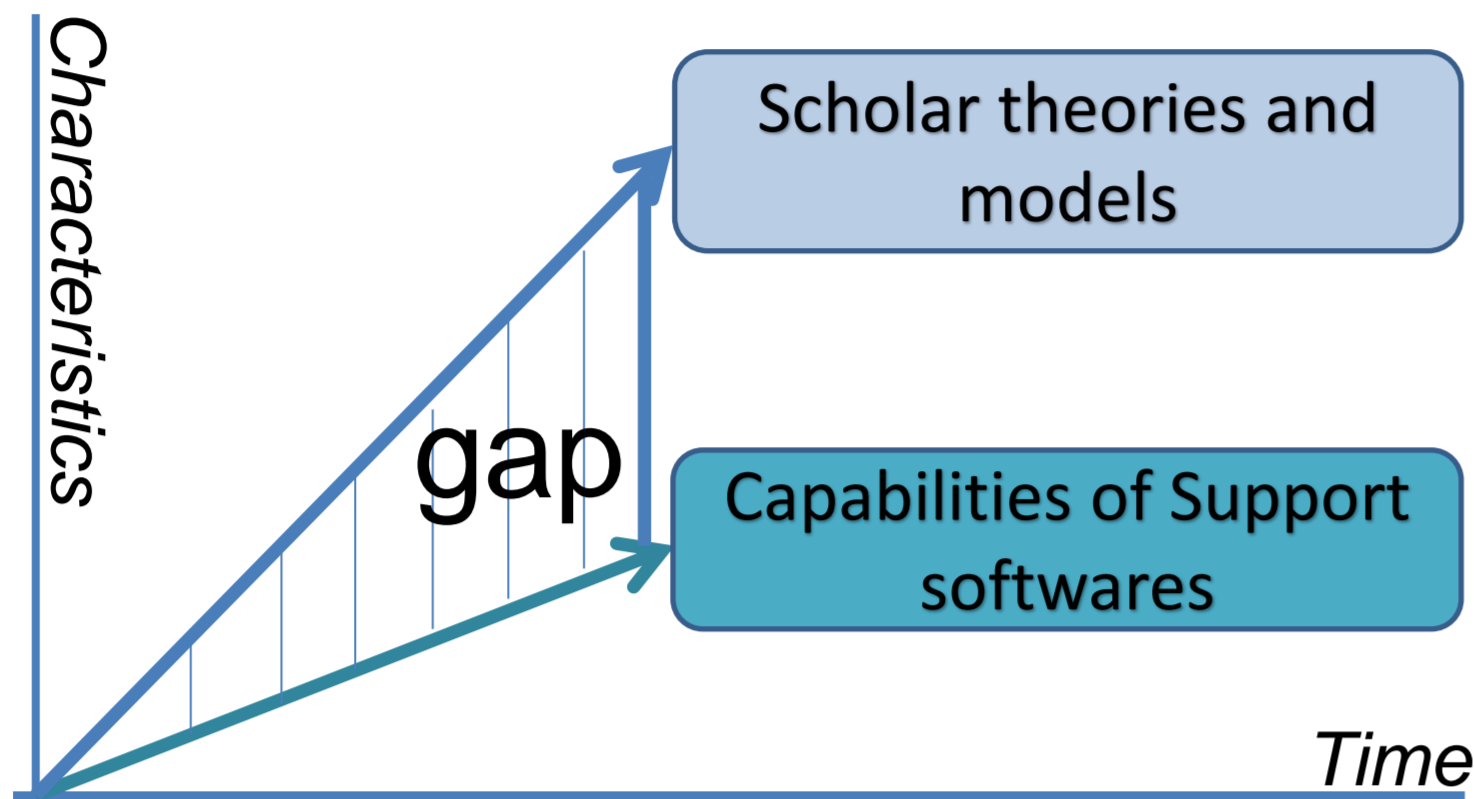 Characteristics
Scholar theories and
models
gap
Capabilities of Support
softwares
Time